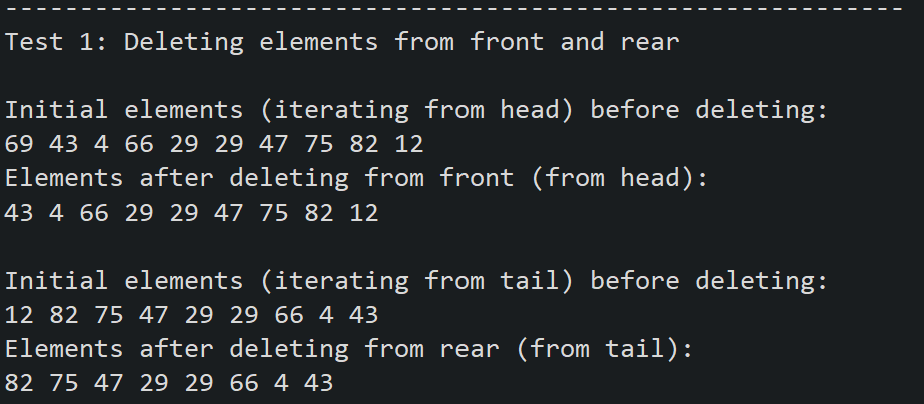 ------------------------------------------------------------
Test 1: Deleting elements from front and rear
Initial elements (iterating from head) before deleting:
69 43 4 66 29 29 47 75 82 12
Elements after deleting from front (from head):
43 4 66 29 29 47 75 82 12
Initial elements (iterating from tail) before deleting:
12 82 75 47 29 29 66 4 43
Elements after deleting from rear (from tail):
82 75 47 29 29 66 4 43